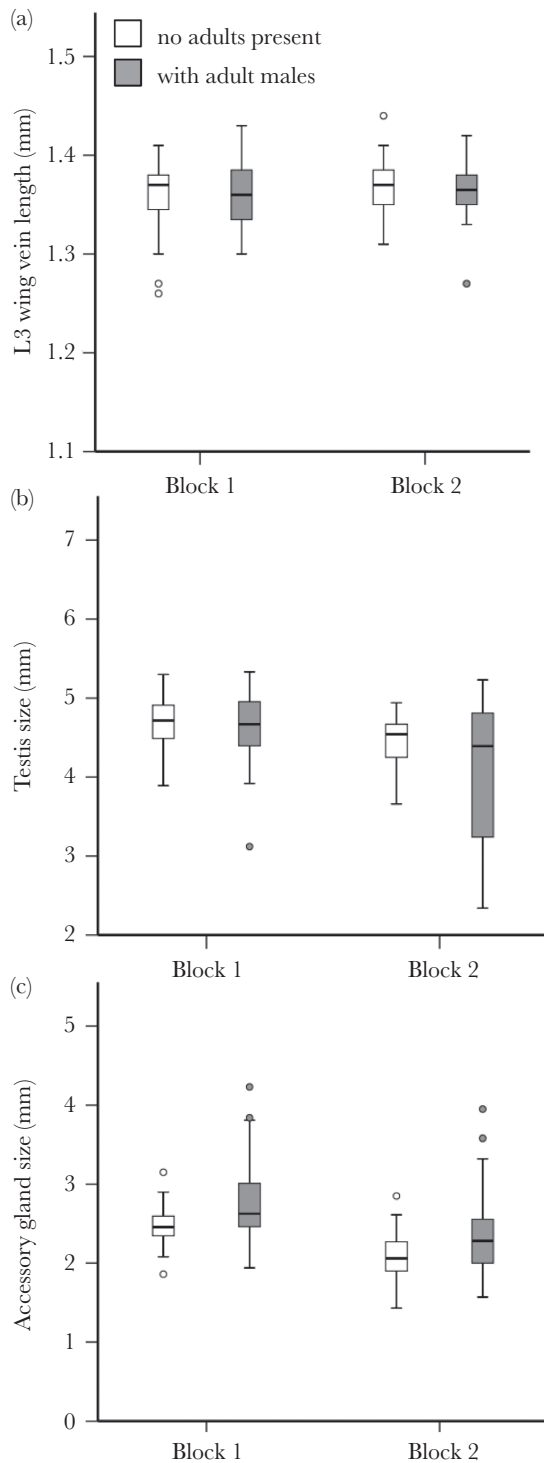 (a)
no adults present
with adult males
L3 wing vein length (mm)
1.5
1.4
1.3
1.2
1.1
Block 1
Block 2
(b)
Testis size (mm)
7
6
5
4
3
2
Block 1
Block 2
(c)
Accessory gland size (mm)
5
4
3
2
1
0
Block 1
Block 2